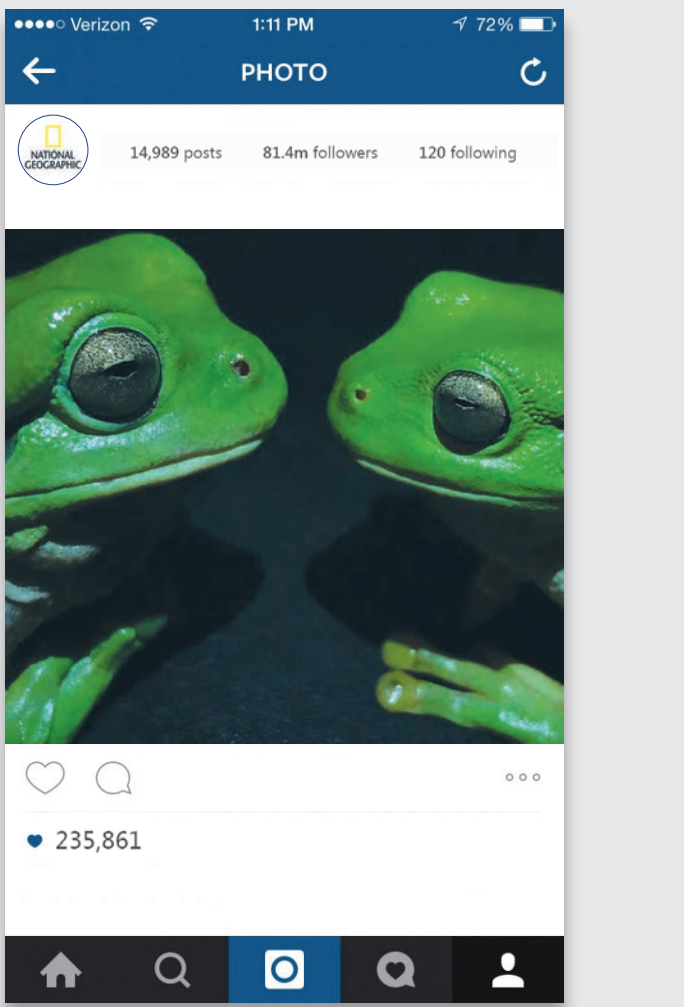 Verizon 1:11 PM 72%
PHOTO
NATIONAL
GEOGRAPHIC
14,989 posts 81.4m followers 120 following
235,861